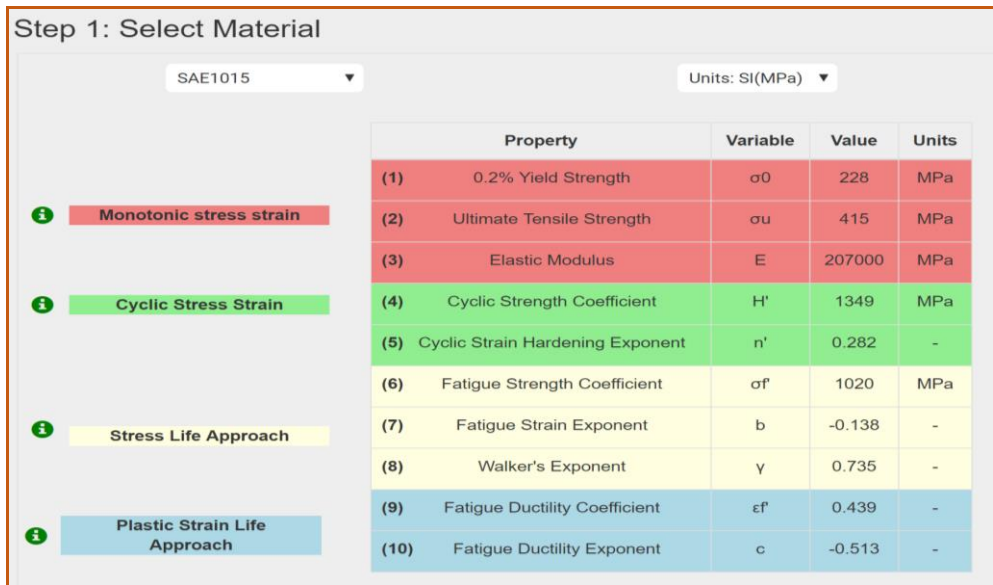 Step 1: Select Material
SAE1015 ▼ Units: SI(MPa) ▼
Property Variable Value Units
(1) 0.2% Yield Strength σ0 228 MPa
Monotonic stress strain
(2) Ultimate Tensile Strength σu 415 MPa
(3) Elastic Modulus E 207000 MPa
Cyclic Stress Strain
(4) Cyclic Strength Coefficient H' 1349 MPa
(5) Cyclic Strain Hardening Exponent n' 0.282 -
(6) Fatigue Strength Coefficient σf' 1020 MPa
Stress Life Approach
(7) Fatigue Strain Exponent b -0.138 -
(8) Walker's Exponent γ 0.735 -
(9) Fatigue Ductility Coefficient εf' 0.439 -
Plastic Strain Life
Approach
(10) Fatigue Ductility Exponent c -0.513 -